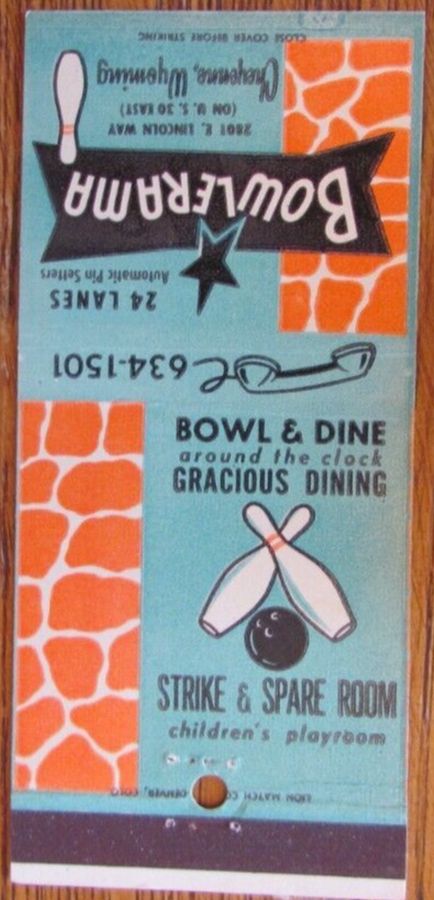 CLOSE COVER BEFORE STRIKING
Cheyenne, Wyoming
(ON U. S. 30 EAST)
2801 E. LINCOLN WAY
BOWLERAMA
Automatic Pin Setters
24 LANES
634-1501
BOWL & DINE
around the clock
GRACIOUS DINING
STRIKE & SPARE ROOM
children's playroom
LION MATCH CO DENVER, COLO